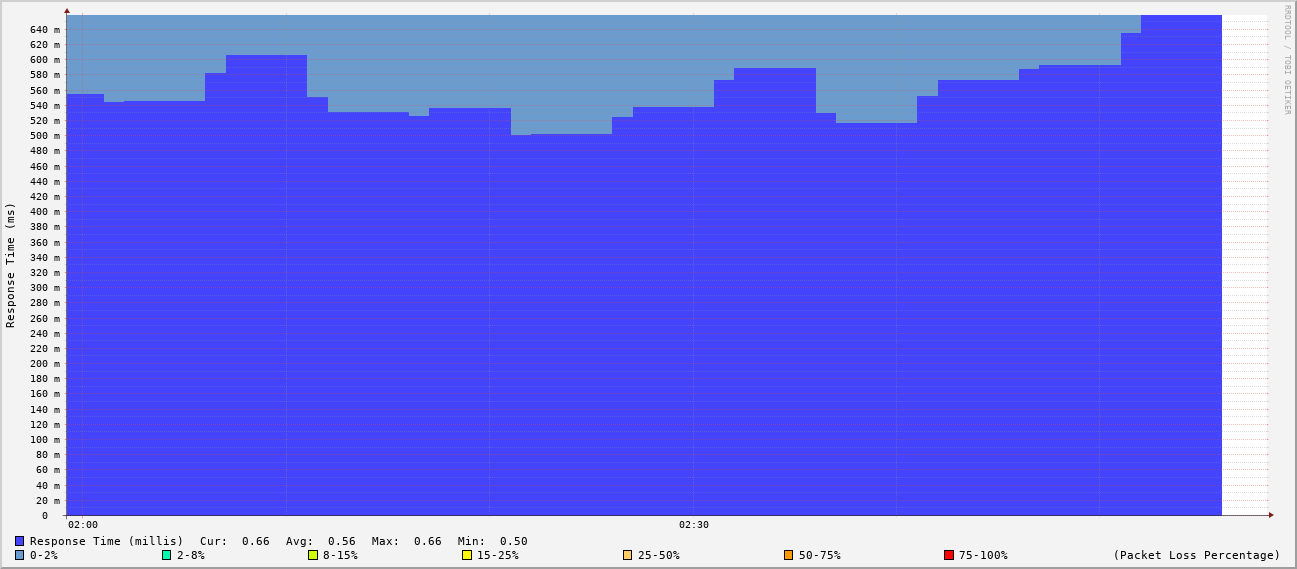 RRDTOOL / TOBI OETIKER
Response Time (ms)
640 m
620 m
600 m
580 m
560 m
540 m
520 m
500 m
480 m
460 m
440 m
420 m
400 m
380 m
360 m
340 m
320 m
300 m
280 m
260 m
240 m
220 m
200 m
180 m
160 m
140 m
120 m
100 m
80 m
60 m
40 m
20 m
0
02:00 02:30
Response Time (millis) Cur: 0.66 Avg: 0.56 Max: 0.66 Min: 0.50
0-2% 2-8% 8-15% 15-25% 25-50% 50-75% 75-100% (Packet Loss Percentage)